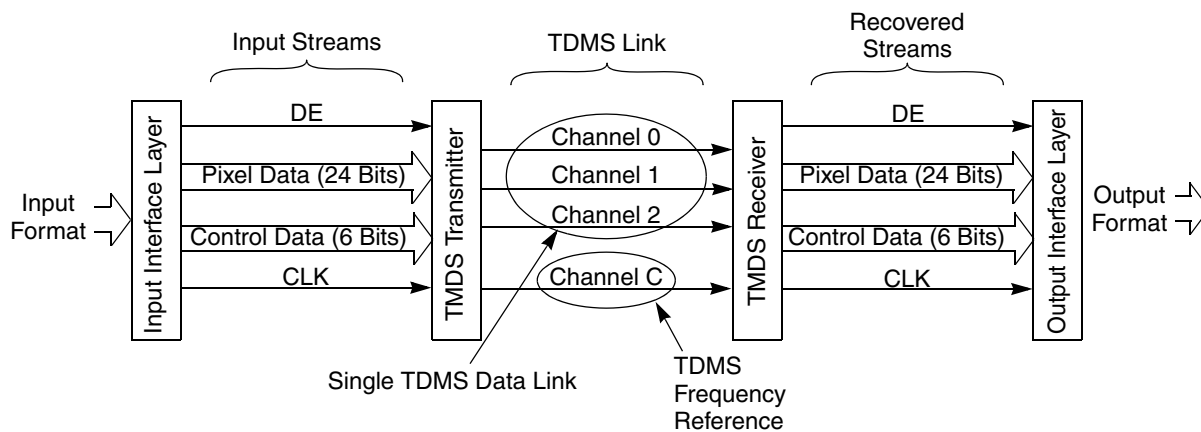 Input Streams
TDMS Link
Recovered
Streams
Input
Format
Input Interface Layer
DE
Pixel Data (24 Bits)
Control Data (6 Bits)
CLK
TMDS Transmitter
Channel 0
Channel 1
Channel 2
Channel C
TMDS Receiver
DE
Pixel Data (24 Bits)
Control Data (6 Bits)
CLK
Output Interface Layer
Output
Format
Single TDMS Data Link
TDMS
Frequency
Reference